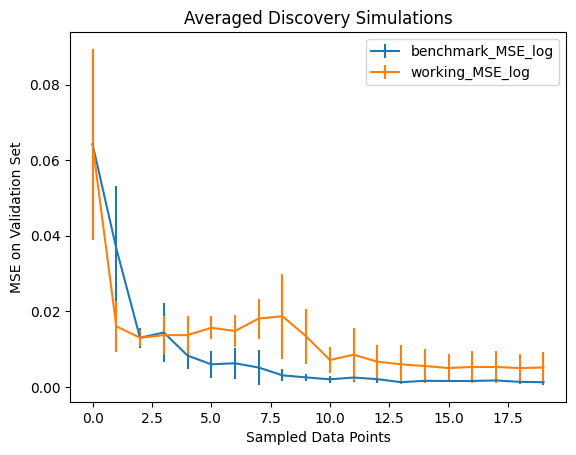 Averaged Discovery Simulations
benchmark_MSE_log
working_MSE_log
MSE on Validation Set
0.08
0.06
0.04
0.02
0.00
0.0 2.5 5.0 7.5 10.0 12.5 15.0 17.5
Sampled Data Points